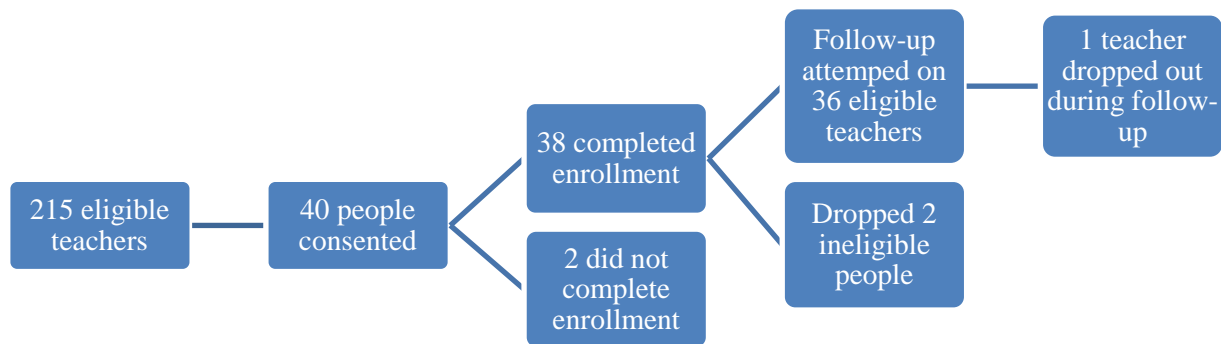 215 eligible
teachers
40 people
consented
38 completed
enrollment
2 did not
complete
enrollment
Follow-up
attemped on
36 eligible
teachers
Dropped 2
ineligible
people
1 teacher
dropped out
during follow-
up